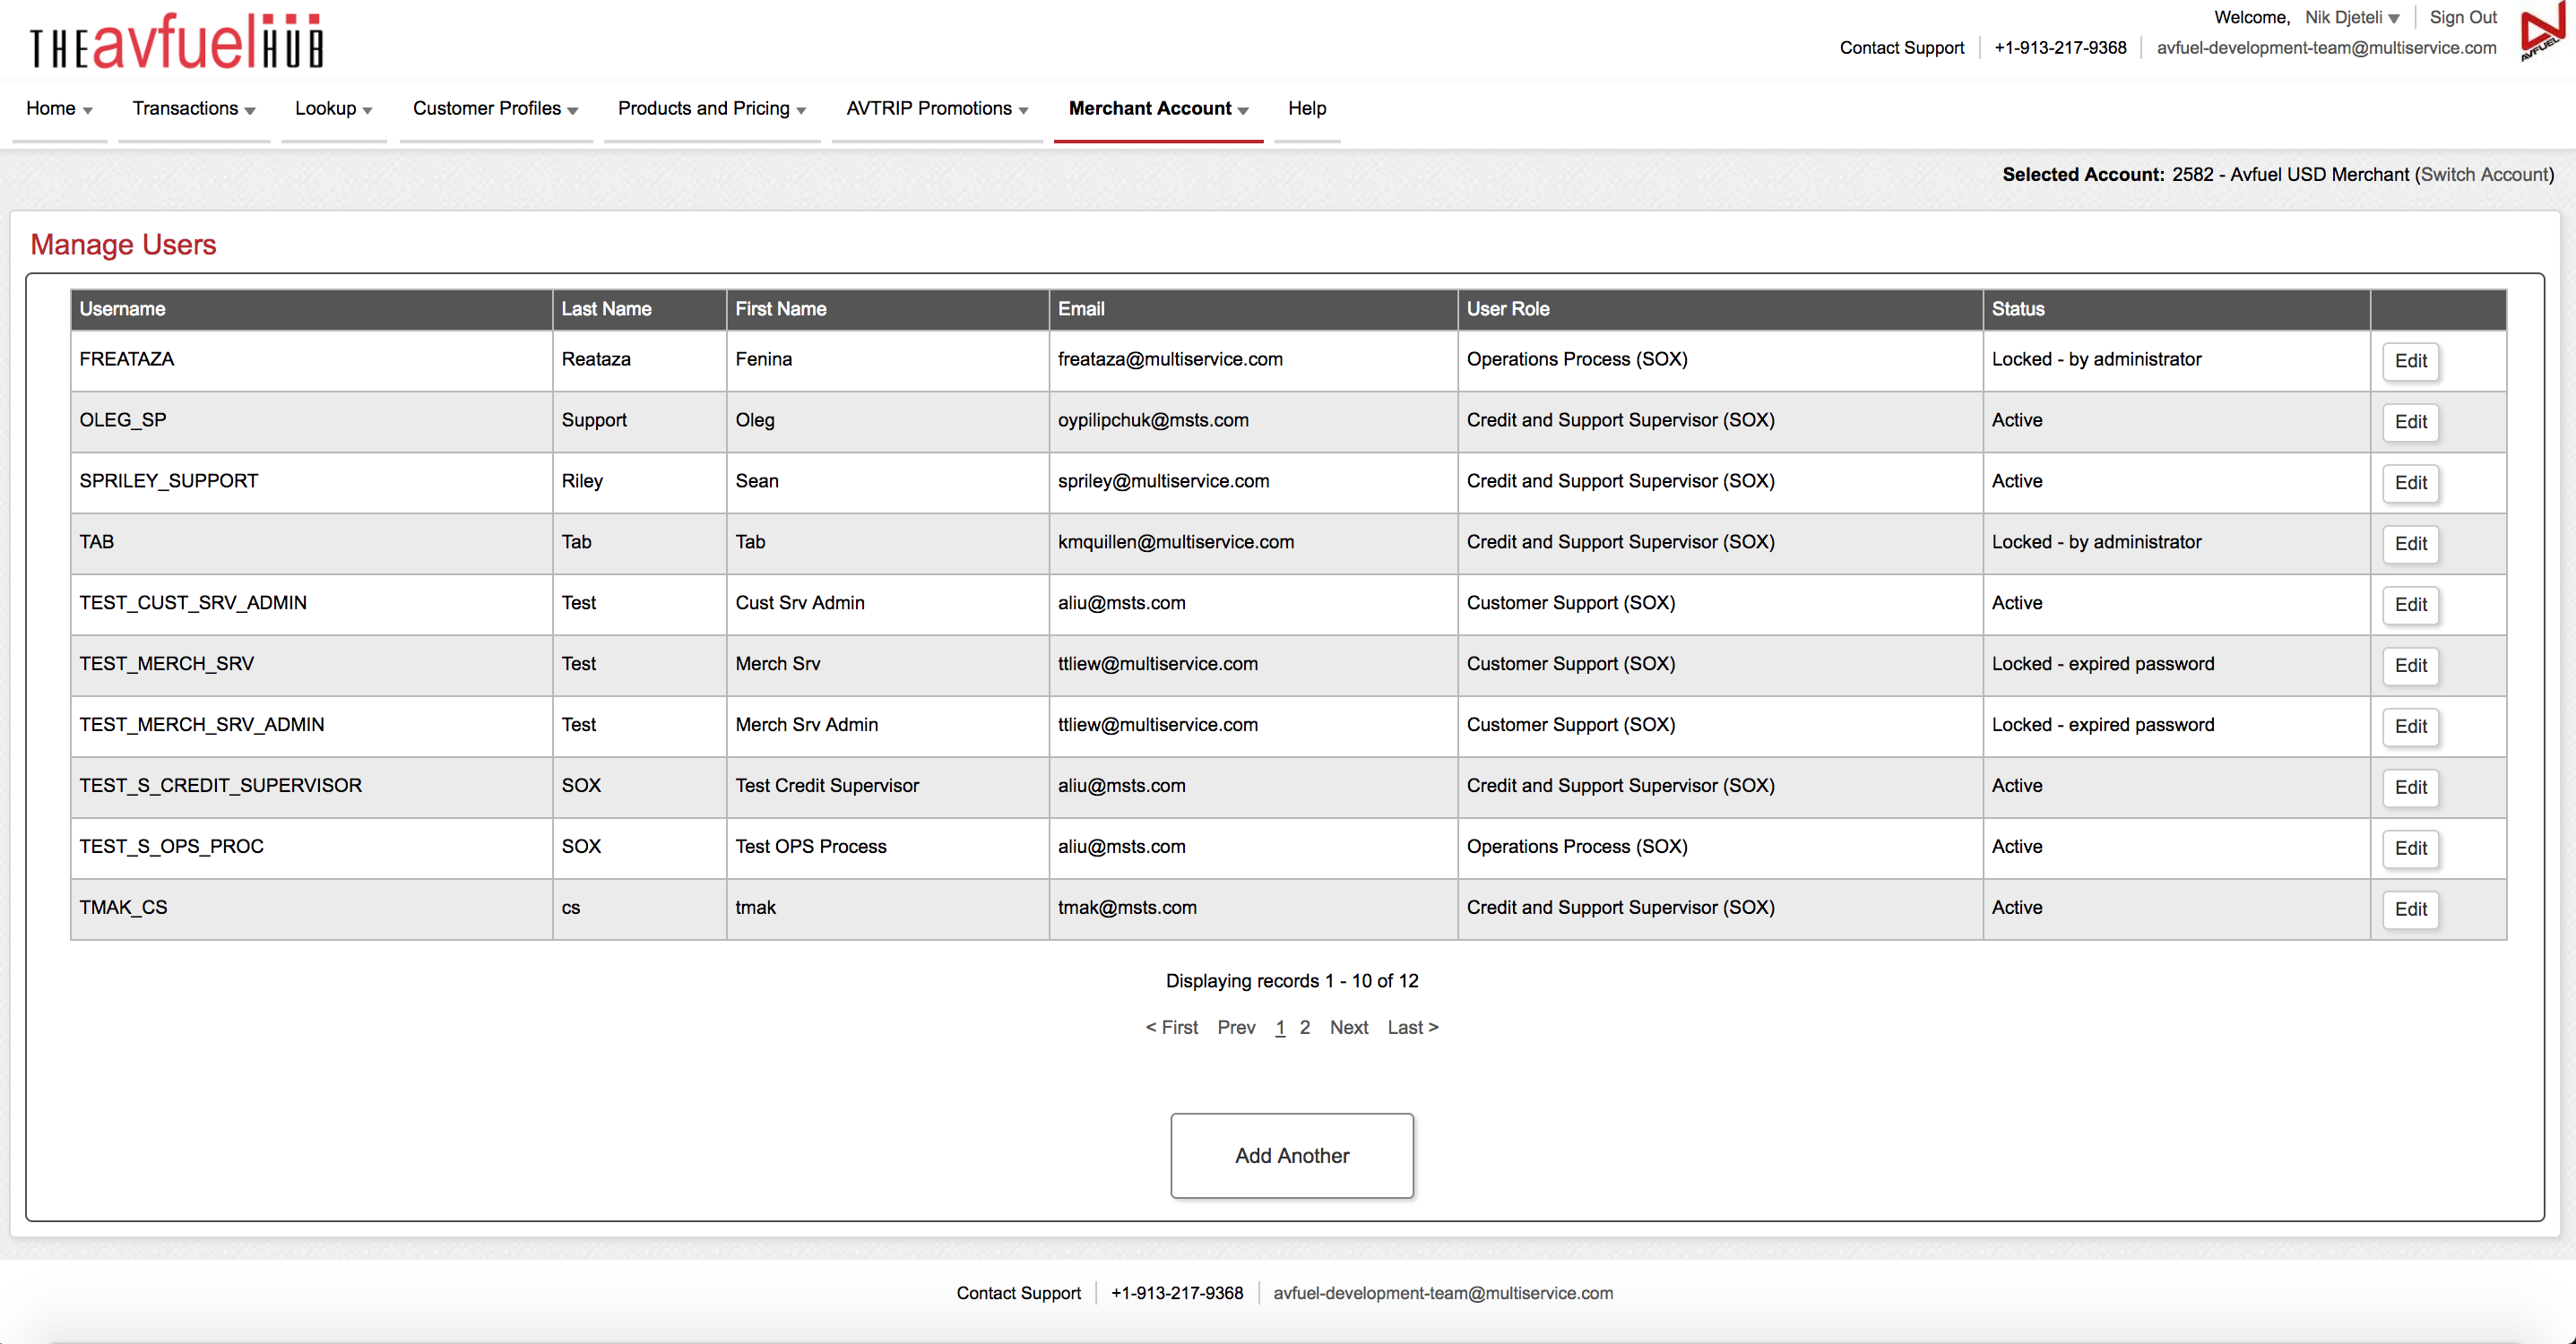 THEavfuelHUB
Welcome, Nik Djeteli Sign Out
Contact Support +1-913-217-9368 avfuel-development-team@multiservice.com
AVFUEL
Home Transactions Lookup Customer Profiles Products and Pricing AVTRIP Promotions Merchant Account Help
Selected Account: 2582 - Avfuel USD Merchant (Switch Account)
Manage Users
Username Last Name First Name Email User Role Status
FREATAZA Reataza Fenina freataza@multiservice.com Operations Process (SOX) Locked - by administrator Edit
OLEG_SP Support Oleg oypilipchuk@msts.com Credit and Support Supervisor (SOX) Active Edit
SPRILEY_SUPPORT Riley Sean spriley@multiservice.com Credit and Support Supervisor (SOX) Active Edit
TAB Tab Tab kmquillen@multiservice.com Credit and Support Supervisor (SOX) Locked - by administrator Edit
TEST_CUST_SRV_ADMIN Test Cust Srv Admin aliu@msts.com Customer Support (SOX) Active Edit
TEST_MERCH_SRV Test Merch Srv ttliew@multiservice.com Customer Support (SOX) Locked - expired password Edit
TEST_MERCH_SRV_ADMIN Test Merch Srv Admin ttliew@multiservice.com Customer Support (SOX) Locked - expired password Edit
TEST_S_CREDIT_SUPERVISOR SOX Test Credit Supervisor aliu@msts.com Credit and Support Supervisor (SOX) Active Edit
TEST_S_OPS_PROC SOX Test OPS Process aliu@msts.com Operations Process (SOX) Active Edit
TMAK_CS cs tmak tmak@msts.com Credit and Support Supervisor (SOX) Active Edit
Displaying records 1 - 10 of 12
< First Prev 1 2 Next Last >
Add Another
Contact Support +1-913-217-9368 avfuel-development-team@multiservice.com